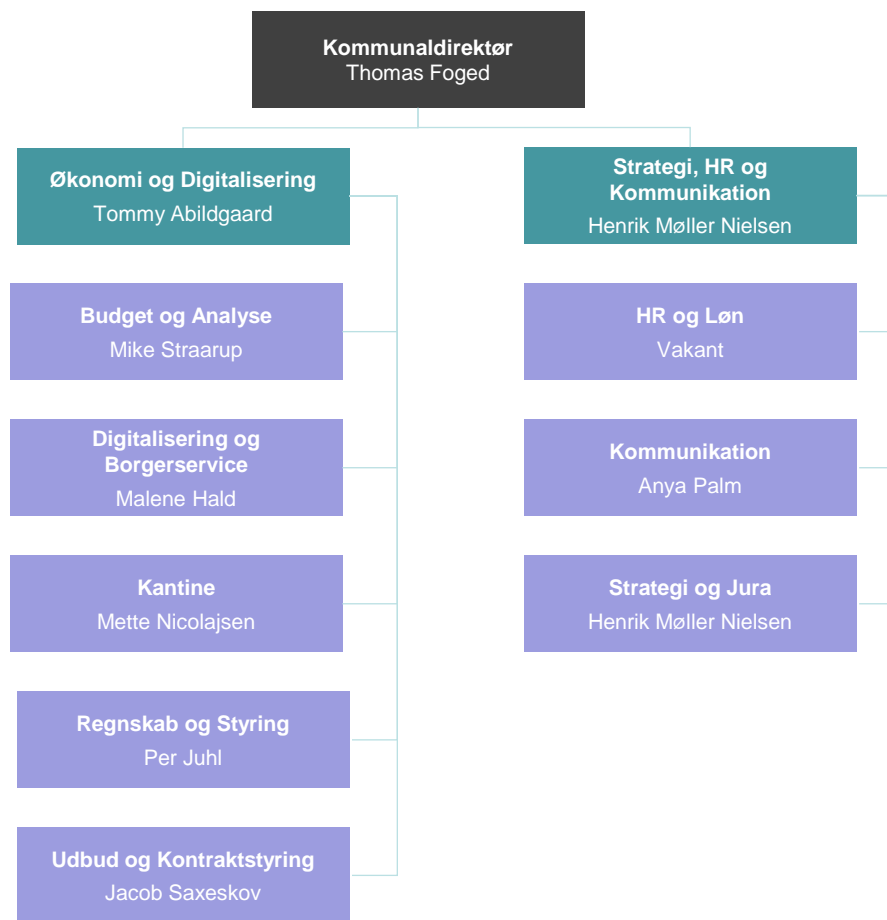 Kommunaldirektør
Thomas Foged
Økonomi og Digitalisering
Tommy Abildgaard
Strategi, HR og
Kommunikation
Henrik Møller Nielsen
Budget og Analyse
Mike Straarup
HR og Løn
Vakant
Digitalisering og
Borgerservice
Malene Hald
Kommunikation
Anya Palm
Kantine
Mette Nicolajsen
Strategi og Jura
Henrik Møller Nielsen
Regnskab og Styring
Per Juhl
Udbud og Kontraktstyring
Jacob Saxeskov